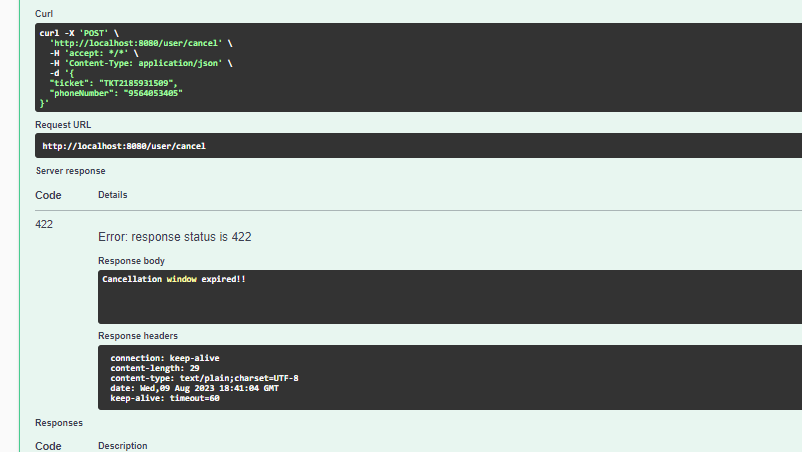 Curl
curl -X 'POST' \
'http://localhost:8080/user/cancel' \
-H 'accept: */*' \
-H 'Content-Type: application/json' \
-d '{
"ticket": "TKT2185931509",
"phoneNumber": "9564053405"
}'
Request URL
http://localhost:8080/user/cancel
Server response
Code Details
422
Error: response status is 422
Response body
Cancellation window expired!!
Response headers
connection: keep-alive
content-length: 29
content-type: text/plain;charset=UTF-8
date: Wed,09 Aug 2023 18:41:04 GMT
keep-alive: timeout=60
Responses
Code Description